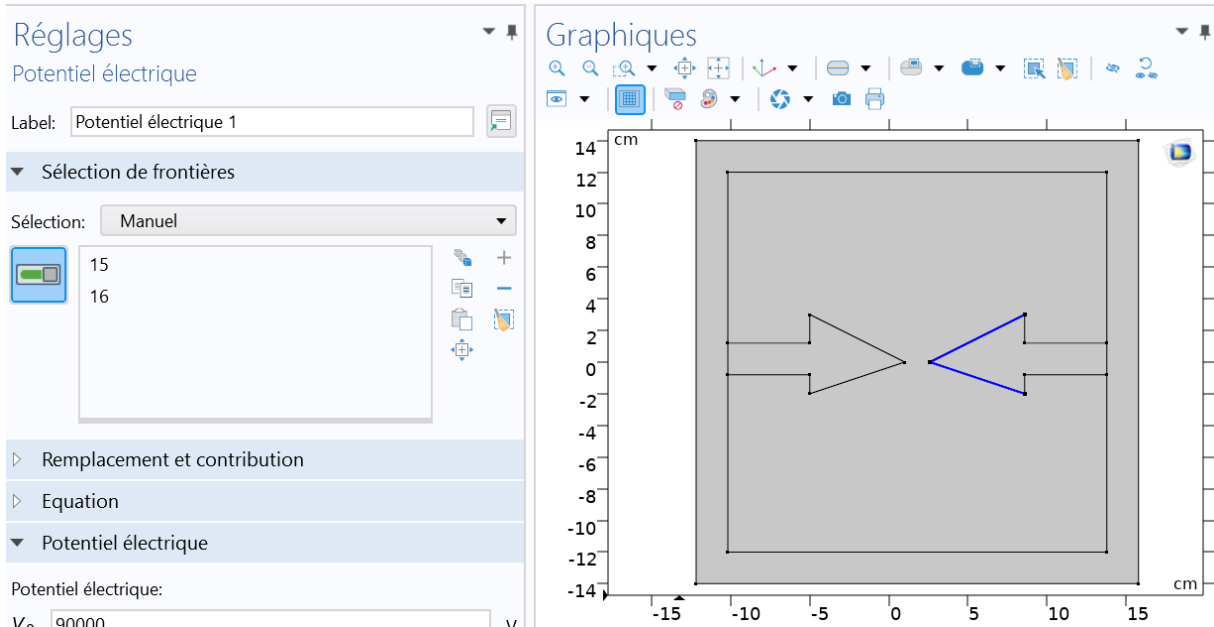 Réglages
Potentiel électrique
Label: Potentiel électrique 1
Sélection de frontières
Sélection: Manuel
15
16
Remplacement et contribution
Equation
Potentiel électrique
Potentiel électrique:
V₀ 90000 V
Graphiques
cm
14
12
10
8
6
4
2
0
-2
-4
-6
-8
-10
-12
-14
cm
-15 -10 -5 0 5 10 15